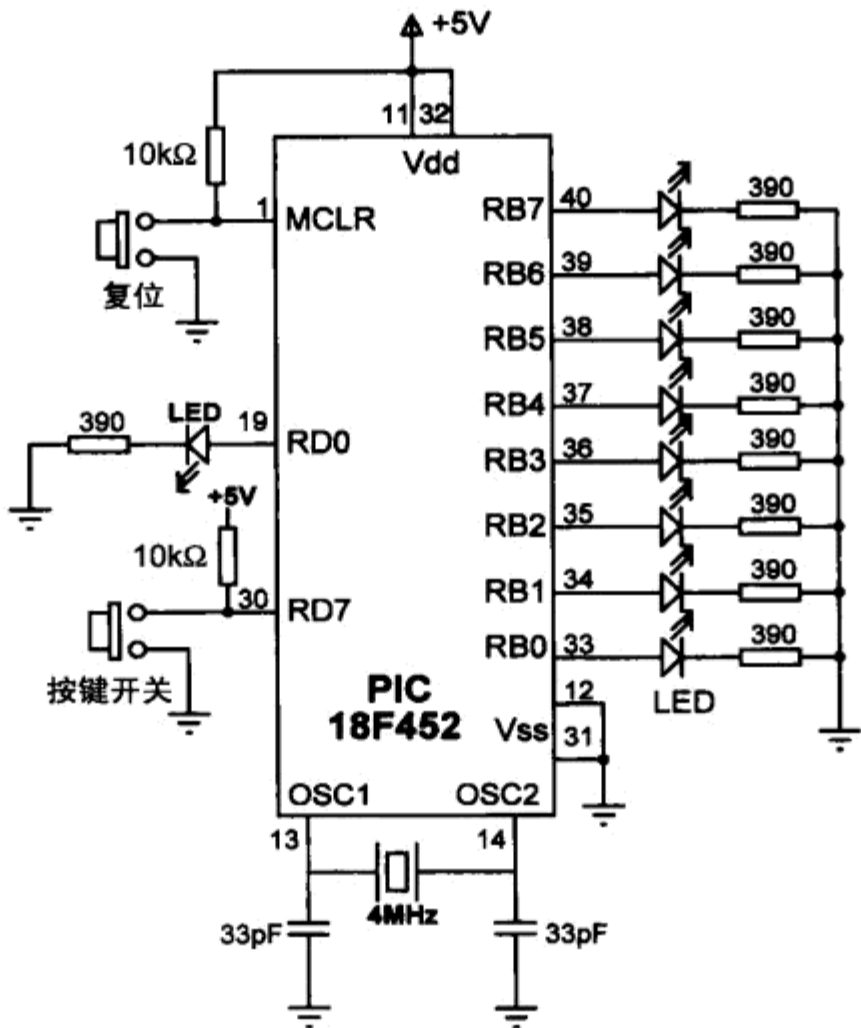 +5V
11 32
10kΩ
Vdd
1 MCLR
复位
RB7 40 390
RB6 39 390
RB5 38 390
RB4 37 390
RB3 36 390
RB2 35 390
RB1 34 390
RB0 33 390
LED
390 LED 19 RD0
+5V
10kΩ
30 RD7
按键开关
PIC
18F452
12
Vss 31
OSC1 OSC2
13 14
4MHz
33pF 33pF